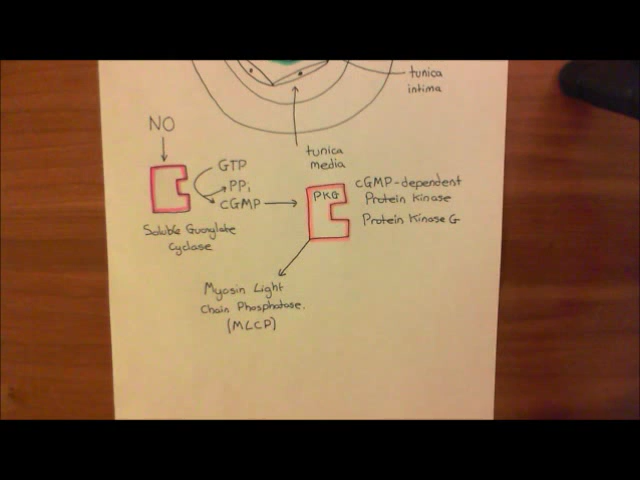 tunica
intima
NO
tunica
media
GTP
PPi
cGMP
PKG
cGMP-dependent
Protein Kinase
Protein Kinase G
Soluble Guanylate
Cyclase
Myosin Light
Chain Phosphatase.
(MLCP)